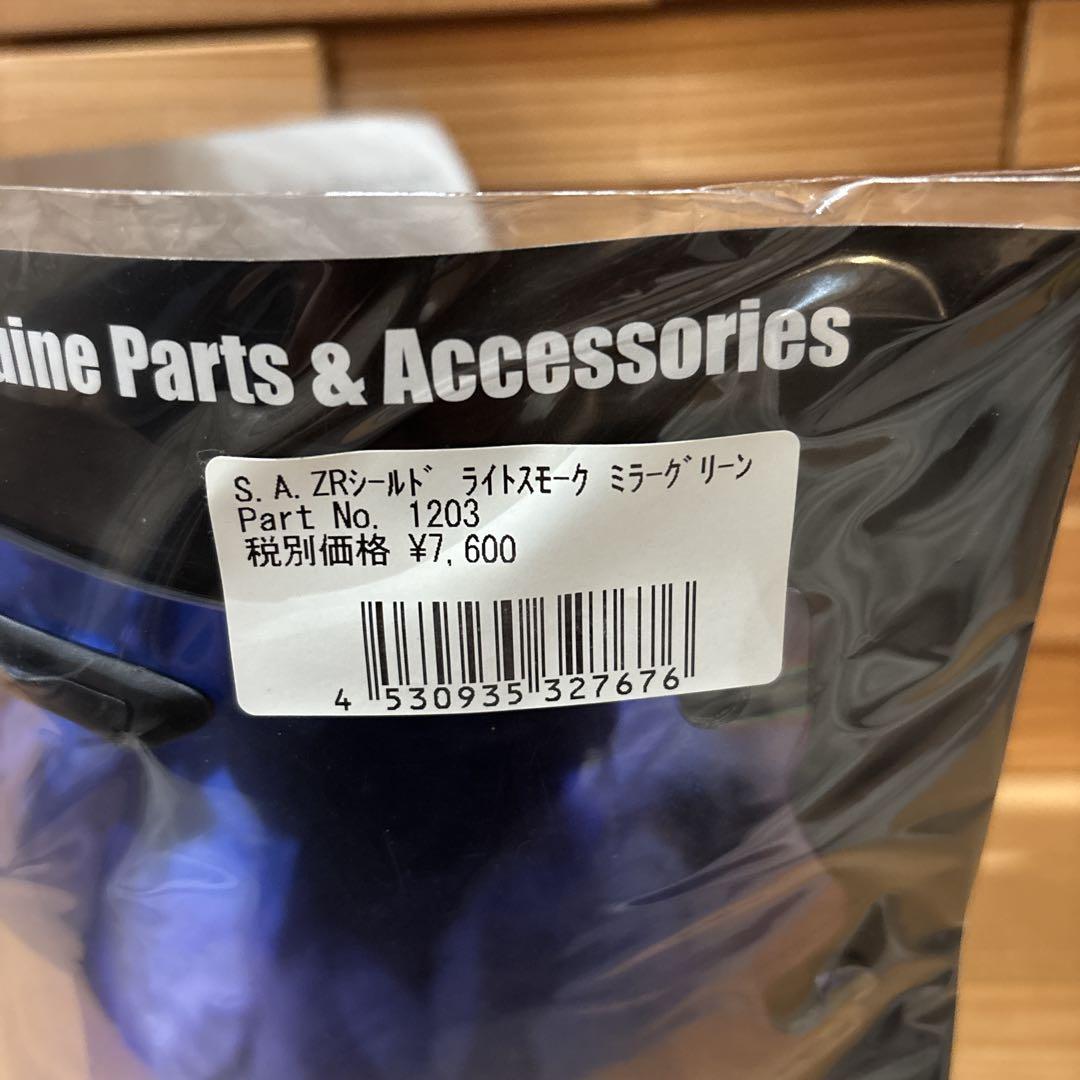 uine Parts & Accessories
S.A.ZRシールド ライトスモーク ミラーグリーン
Part No. 1203
税別価格 ¥7,600
4 530935 327676